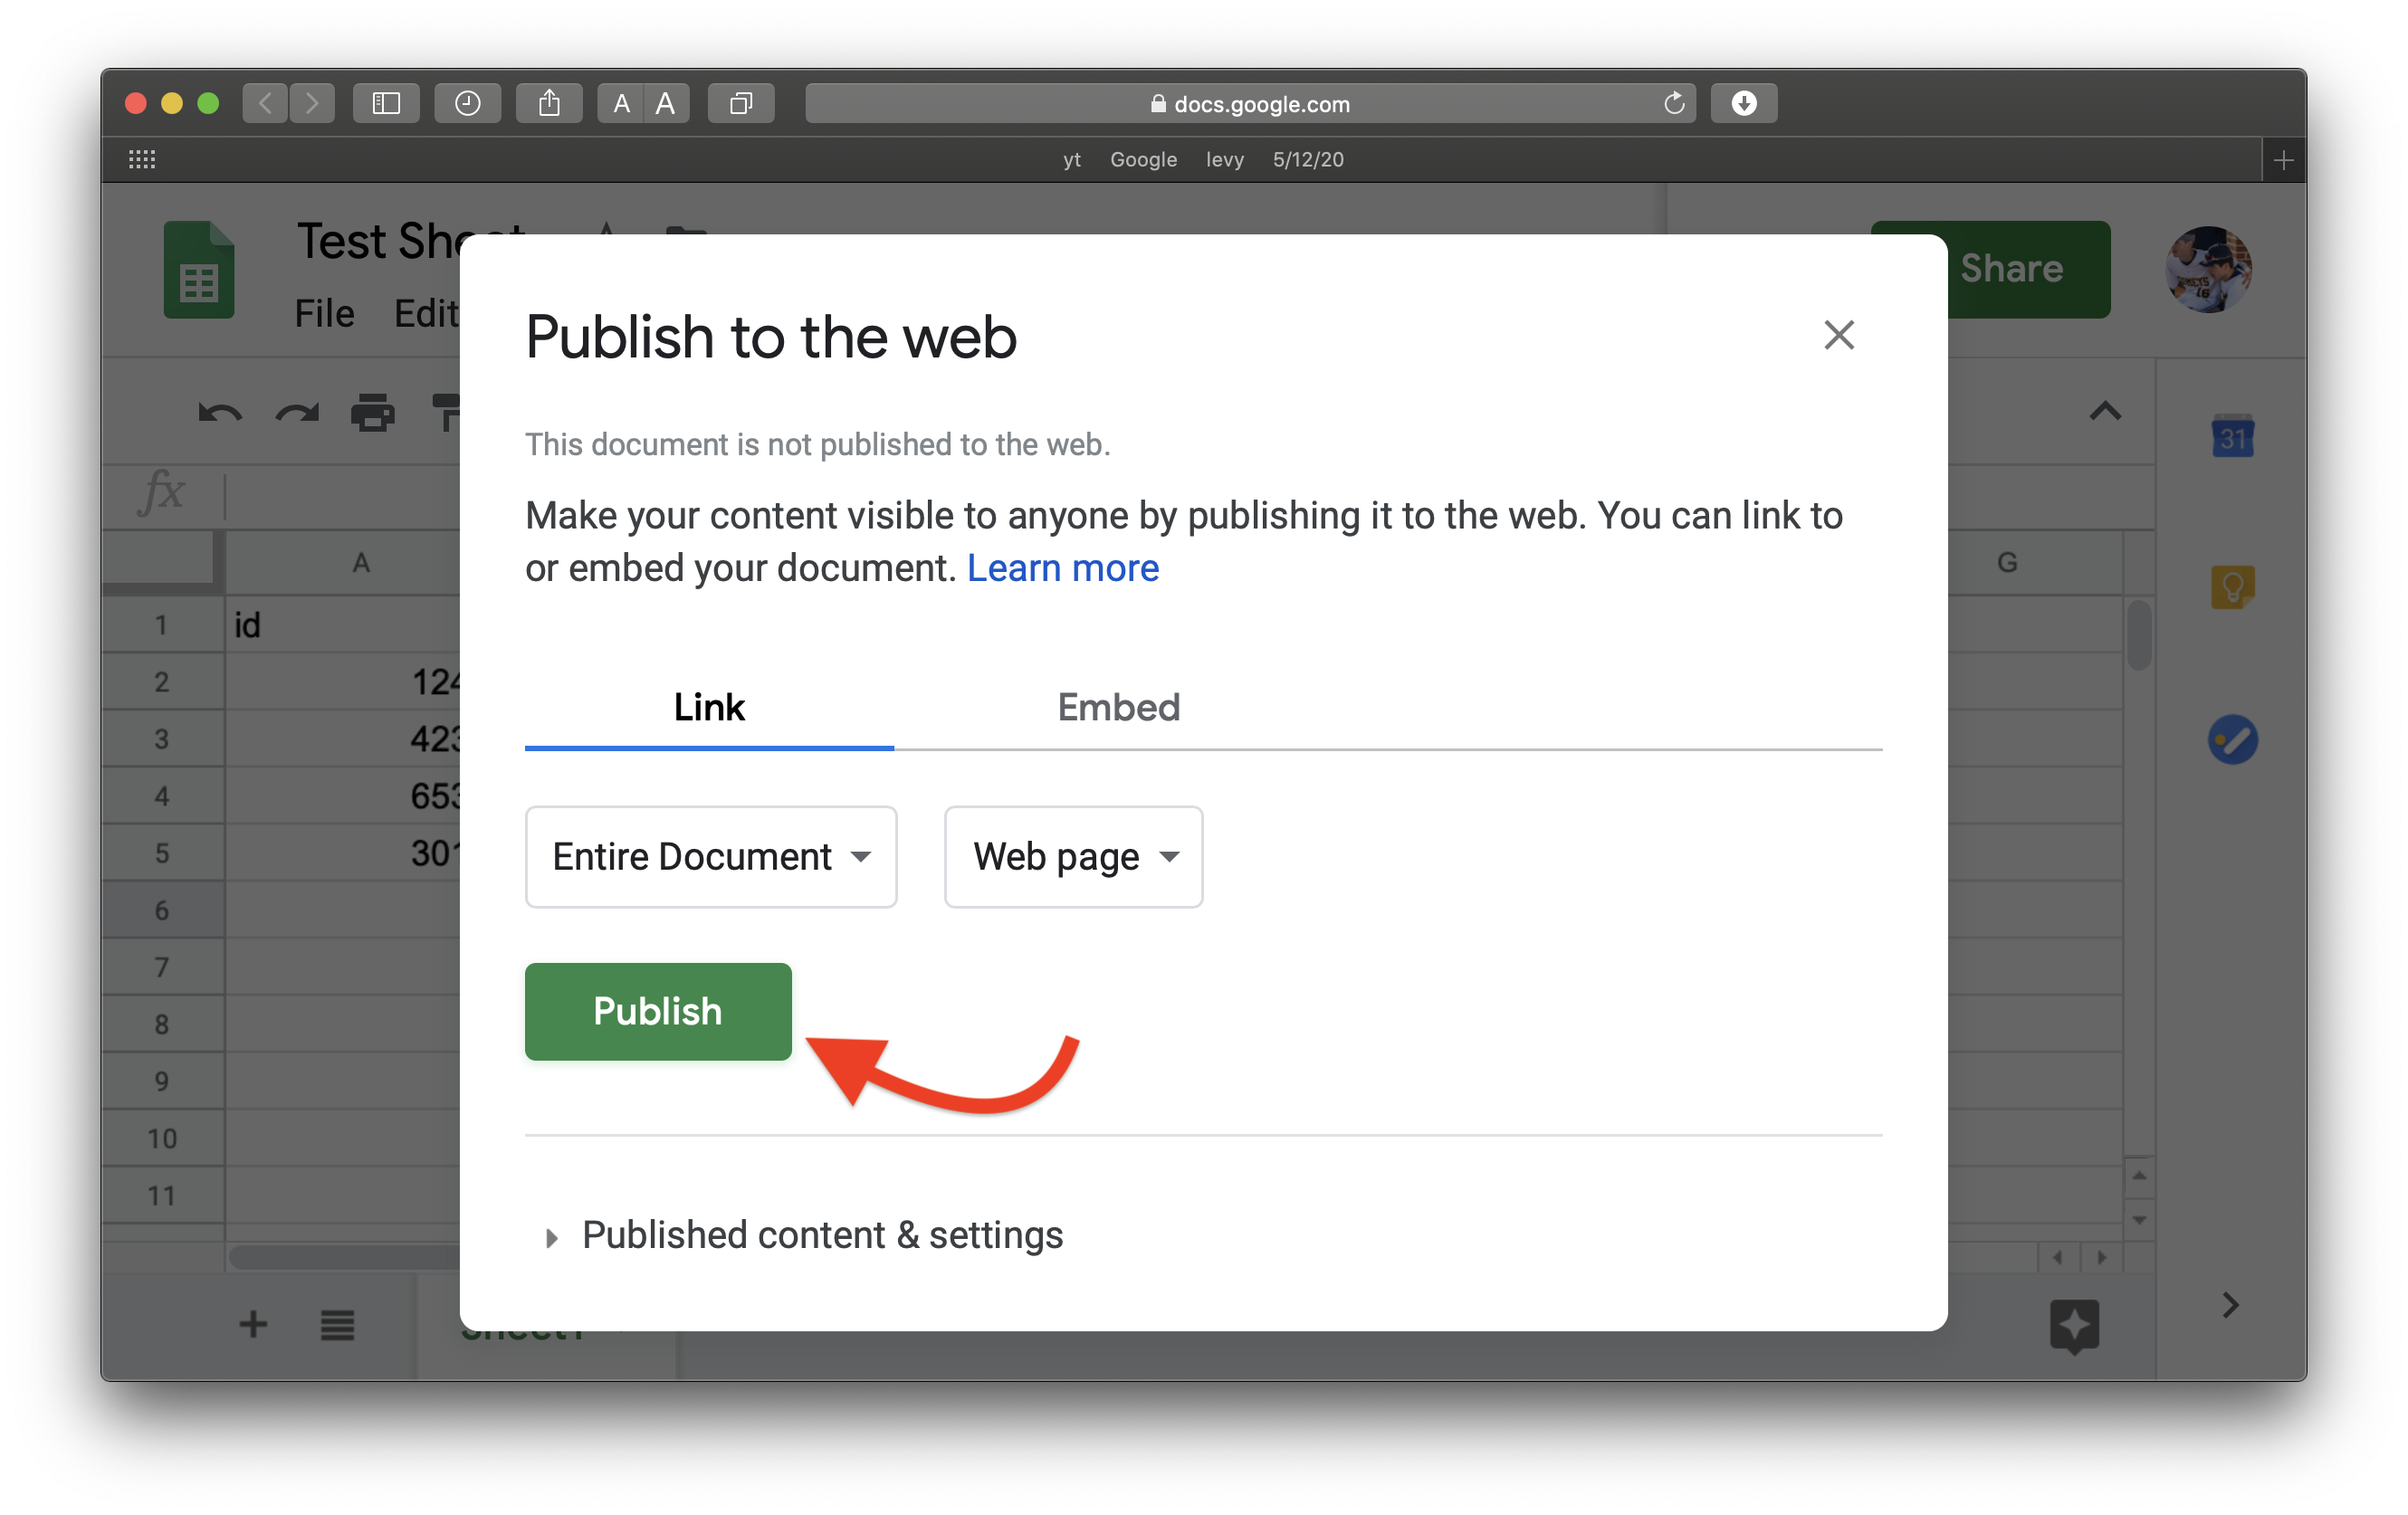 docs.google.com
A A
yt Google levy 5/12/20
Test Sheet
Share
File Edit
Publish to the web
This document is not published to the web.
31
fx
Make your content visible to anyone by publishing it to the web. You can link to
or embed your document. Learn more
A G
1 id
2 124
3 423
4 653
5 301
Link Embed
Entire Document Web page
6
7
8
9
10
11
Publish
Published content & settings
Sheet1